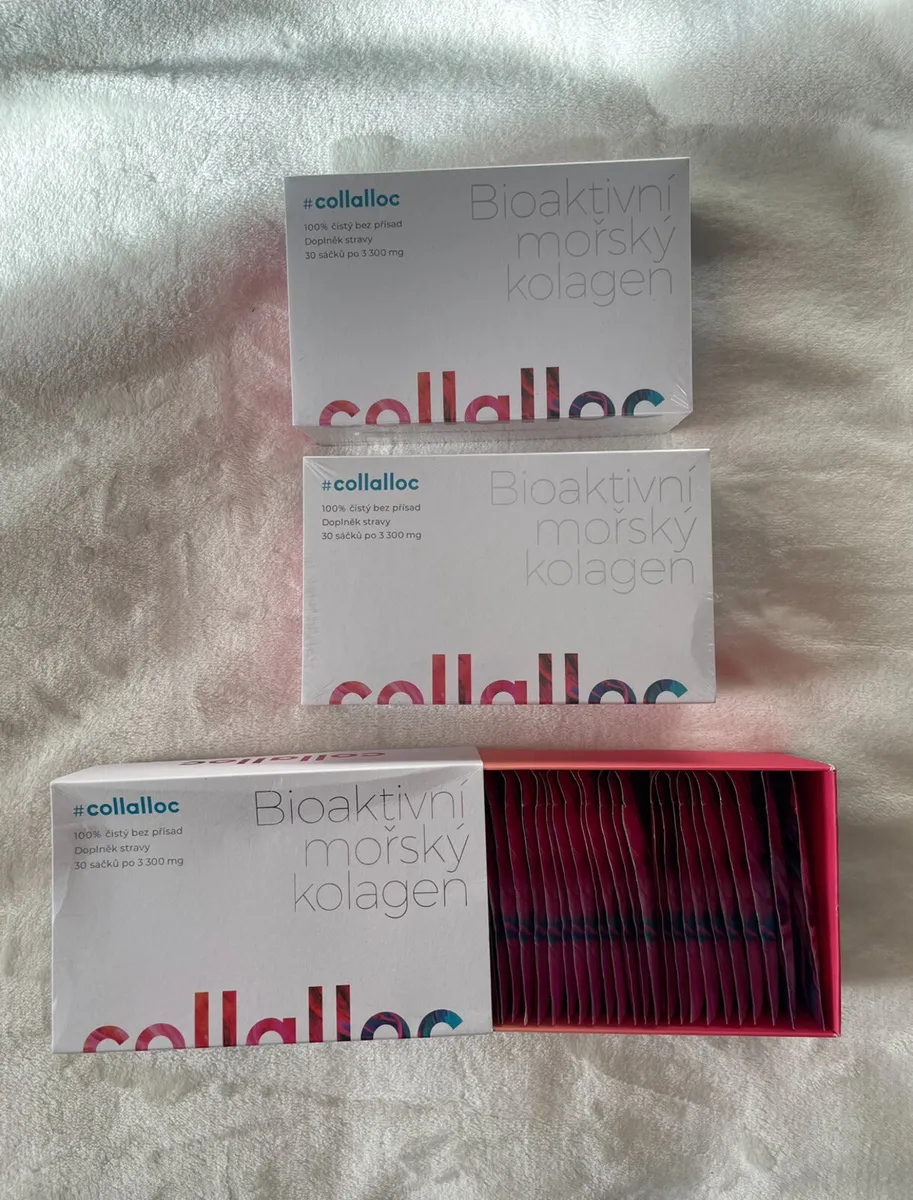 #collalloc
100% čistý bez přísad
Doplněk stravy
30 sáčků po 3 300 mg
Bioaktivní
mořský
kolagen
collalloc
#collalloc
100% čistý bez přísad
Doplněk stravy
30 sáčků po 3 300 mg
Bioaktivní
mořský
kolagen
collalloc
collalloc
#collalloc
100% čistý bez přísad
Doplněk stravy
30 sáčků po 3 300 mg
Bioaktivní
mořský
kolagen
collalloc